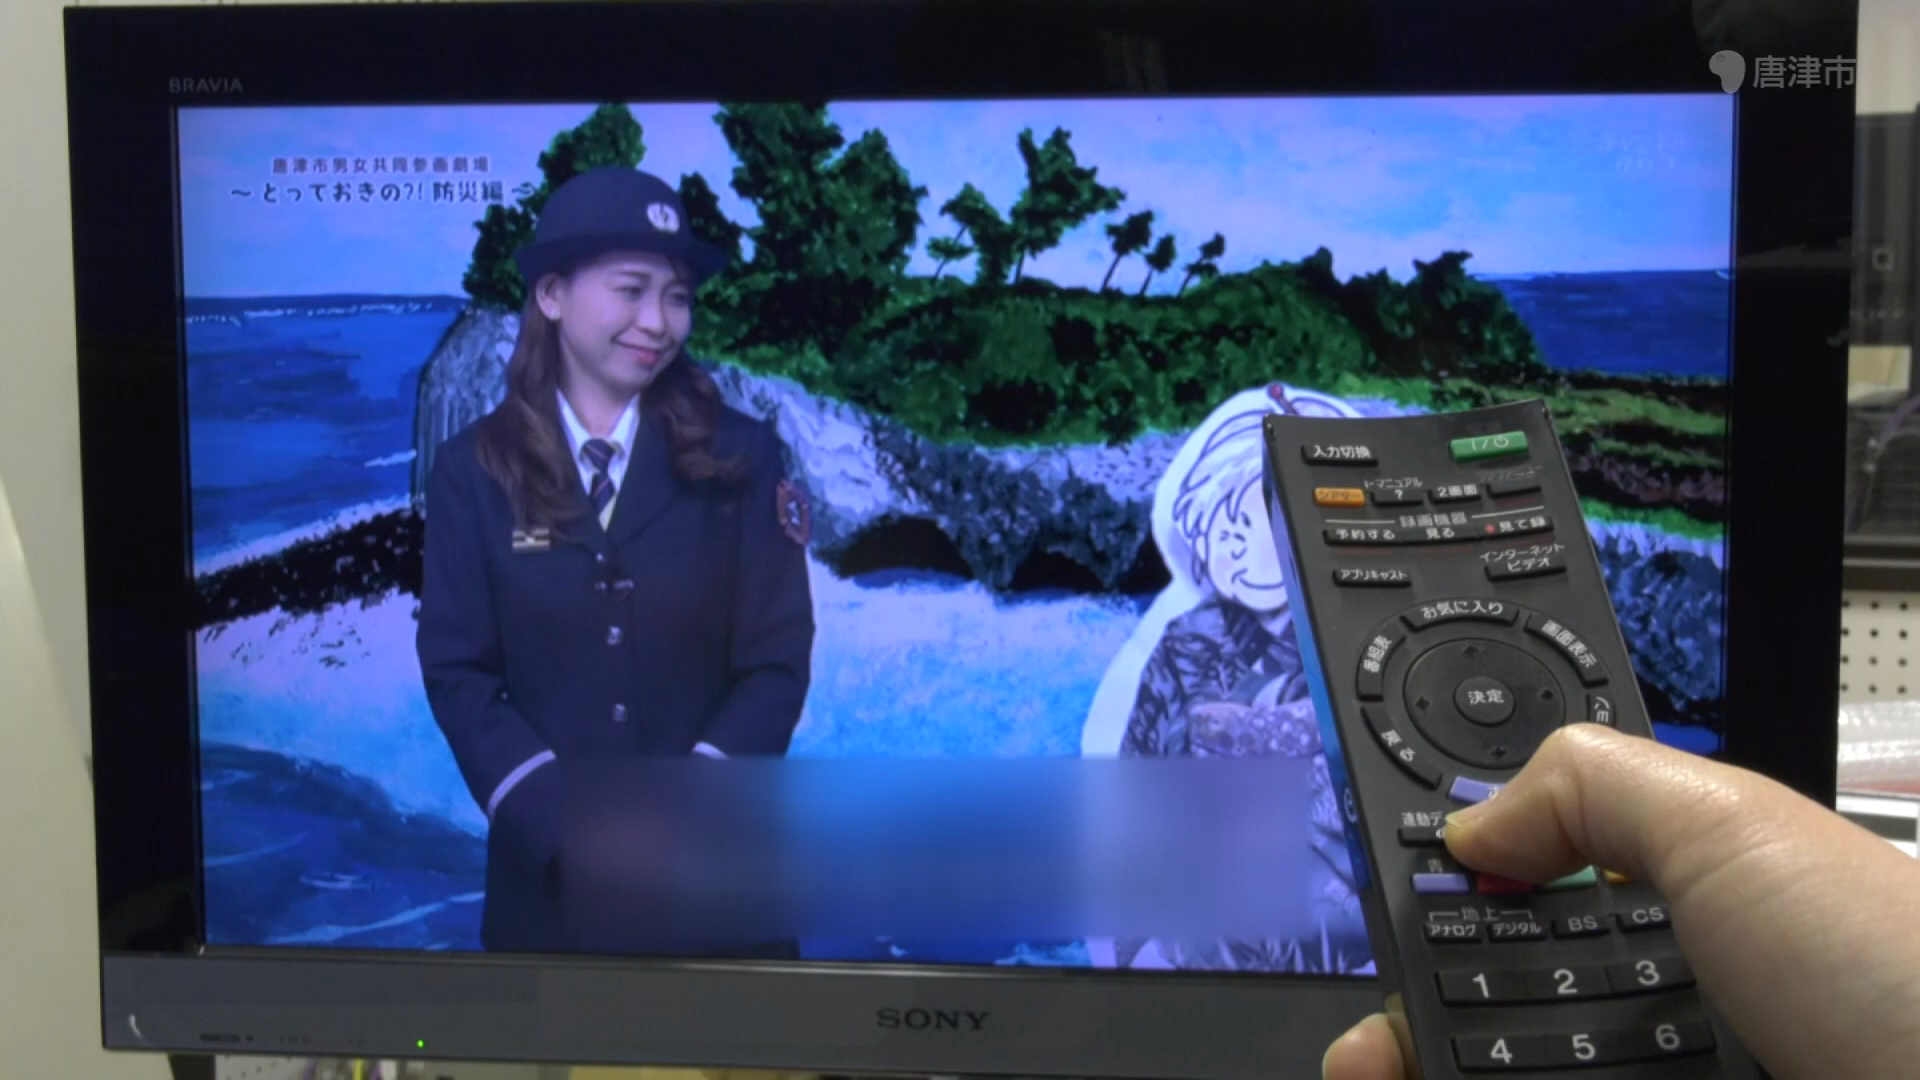 唐津市
BRAVIA
唐津市男女共同参画劇場
～とっておきの?!防災編～
入力切換
シアター
?
2画面
録画機器
予約する
見る
見て録
アプリキャスト
インターネット
ビデオ
お気に入り
番組表
画面表示
決定
戻る
連動デ
青
地上
アナログ
デジタル
BS
CS
1
2
3
4
5
6
SONY